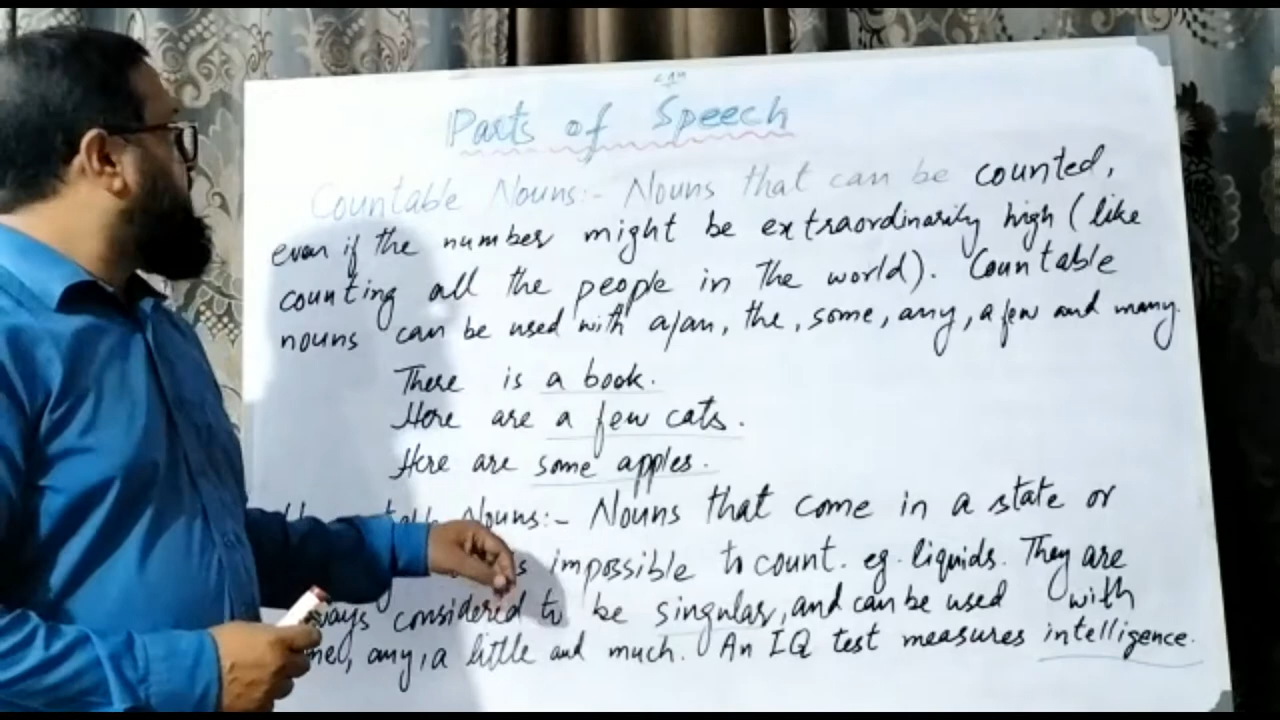 Parts of Speech
Countable Nouns:- Nouns that can be counted,
even if the number might be extraordinarily high (like
counting all the people in the world). Countable
nouns can be used with a/an, the, some, any, a few and many.
There is a book.
Here are a few cats.
Here are some apples.
Nouns:- Nouns that come in a state or
impossible to count. eg. liquids. They are
considered to be singular, and can be used with
any, a little and much. An IQ test measures intelligence.